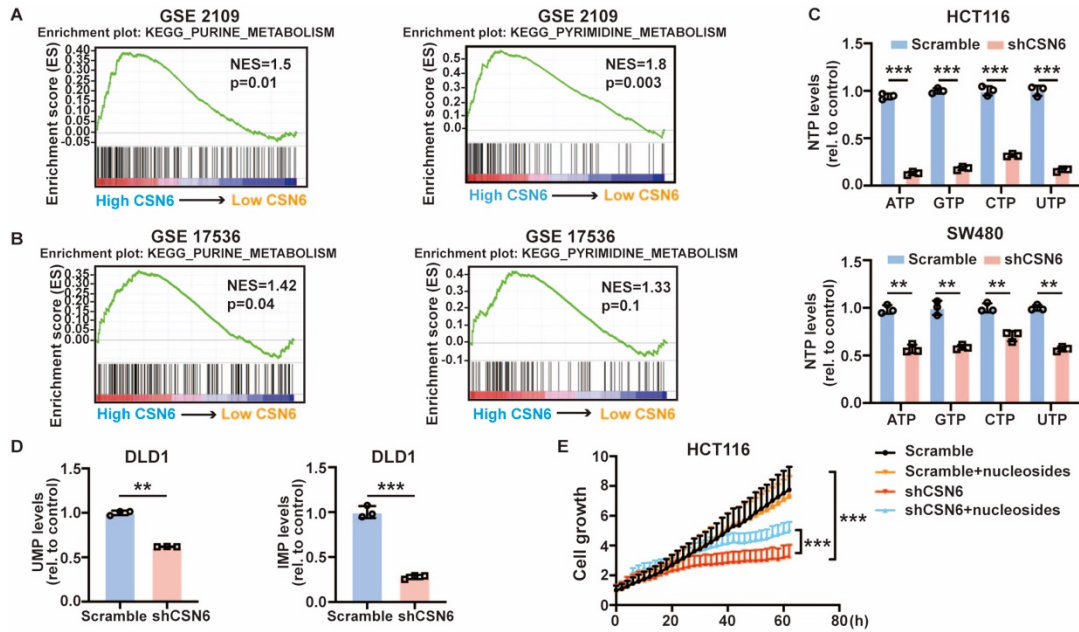 A
GSE 2109
Enrichment plot: KEGG_PURINE_METABOLISM
Enrichment score (ES)
0.40
0.35
0.30
0.25
0.20
0.15
0.10
0.05
0.00
-0.05
NES=1.5
p=0.01
High CSN6 → Low CSN6
GSE 2109
Enrichment plot: KEGG_PYRIMIDINE_METABOLISM
Enrichment score (ES)
0.5
0.4
0.3
0.2
0.1
0.0
NES=1.8
p=0.003
High CSN6 → Low CSN6
B
GSE 17536
Enrichment plot: KEGG_PURINE_METABOLISM
Enrichment score (ES)
0.35
0.30
0.25
0.20
0.15
0.10
0.05
0.00
NES=1.42
p=0.04
High CSN6 → Low CSN6
GSE 17536
Enrichment plot: KEGG_PYRIMIDINE_METABOLISM
Enrichment score (ES)
0.4
0.3
0.2
0.1
0.0
-0.1
NES=1.33
p=0.1
High CSN6 → Low CSN6
C
HCT116
Scramble shCSN6
NTP levels
(rel. to control)
1.5
1.0
0.5
0.0
*** *** *** ***
ATP GTP CTP UTP
SW480
Scramble shCSN6
NTP levels
(rel. to control)
1.5
1.0
0.5
0.0
** ** ** **
ATP GTP CTP UTP
D
DLD1
UMP levels
(rel. to control)
1.5
1.0
0.5
0.0
**
Scramble shCSN6
DLD1
IMP levels
(rel. to control)
1.5
1.0
0.5
0.0
***
Scramble shCSN6
E
HCT116
Cell growth
10
8
6
4
2
0
0 20 40 60 80 (h)
Scramble
Scramble+nucleosides
shCSN6
shCSN6+nucleosides
***
***